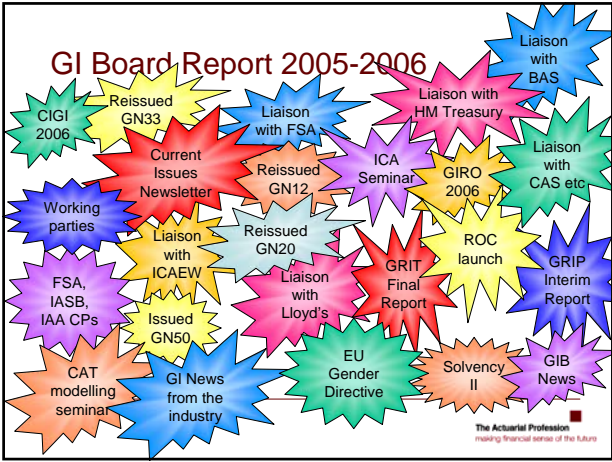 GI Board Report 2005-2006
Liaison
with
BAS
CIGI
2006
Reissued
GN33
Liaison
with FSA
Liaison with
HM Treasury
Current
Issues
Newsletter
Reissued
GN12
ICA
Seminar
GIRO
2006
Liaison
with
CAS etc
Working
parties
Liaison
with
ICAEW
Reissued
GN20
Liaison
with
Lloyd's
GRIT
Final
Report
ROC
launch
GRIP
Interim
Report
FSA,
IASB,
IAA CPs
Issued
GN50
CAT
modelling
seminar
GI News
from the
industry
EU
Gender
Directive
Solvency
II
GIB
News
The Actuarial Profession
making financial sense of the future